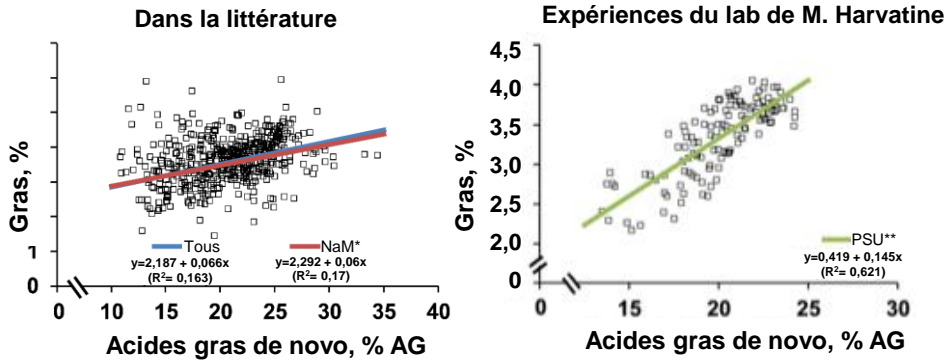 Dans la littérature
Gras, %
1
0
0 10 15 20 25 30 35 40
Tous
y=2,187 + 0,066x
(R²= 0,163)
NaM*
y=2,292 + 0,06x
(R²= 0,17)
Acides gras de novo, % AG
Expériences du lab de M. Harvatine
Gras, %
4,5
4,0
3,5
3,0
2,5
2,0
0
0 15 20 25 30
PSU**
y=0,419 + 0,145x
(R²= 0,621)
Acides gras de novo, % AG